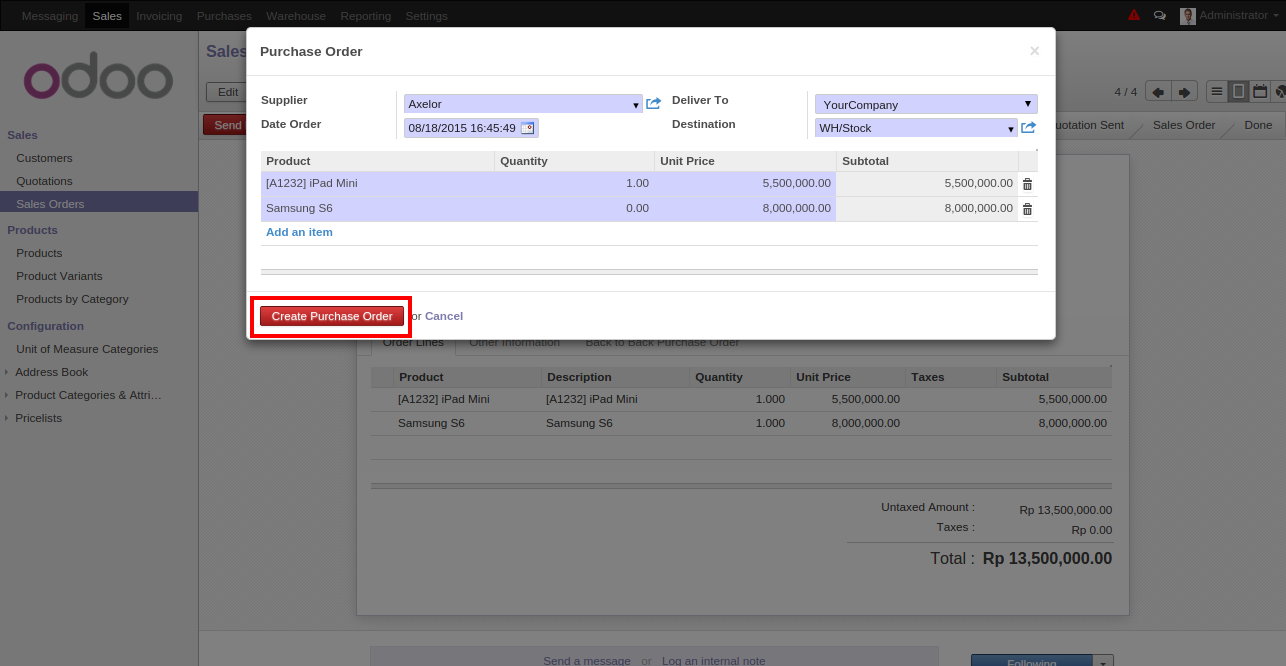 Messaging Sales Invoicing Purchases Warehouse Reporting Settings Administrator
odoo
Sales
Customers
Quotations
Sales Orders
Products
Products
Product Variants
Products by Category
Configuration
Unit of Measure Categories
Address Book
Product Categories & Attri...
Pricelists
Sales
Edit
4 / 4
Send
uotation Sent Sales Order Done
Purchase Order
×
Supplier Axelor Deliver To YourCompany
Date Order 08/18/2015 16:45:49 Destination WH/Stock
Product Quantity Unit Price Subtotal
[A1232] iPad Mini 1.00 5,500,000.00 5,500,000.00
Samsung S6 0.00 8,000,000.00 8,000,000.00
Add an item
Create Purchase Order or Cancel
Order Lines Other Information Back to Back Purchase Order
Product Description Quantity Unit Price Taxes Subtotal
[A1232] iPad Mini [A1232] iPad Mini 1.000 5,500,000.00 5,500,000.00
Samsung S6 Samsung S6 1.000 8,000,000.00 8,000,000.00
Untaxed Amount : Rp 13,500,000.00
Taxes : Rp 0.00
Total : Rp 13,500,000.00
Send a message or Log an internal note
Following